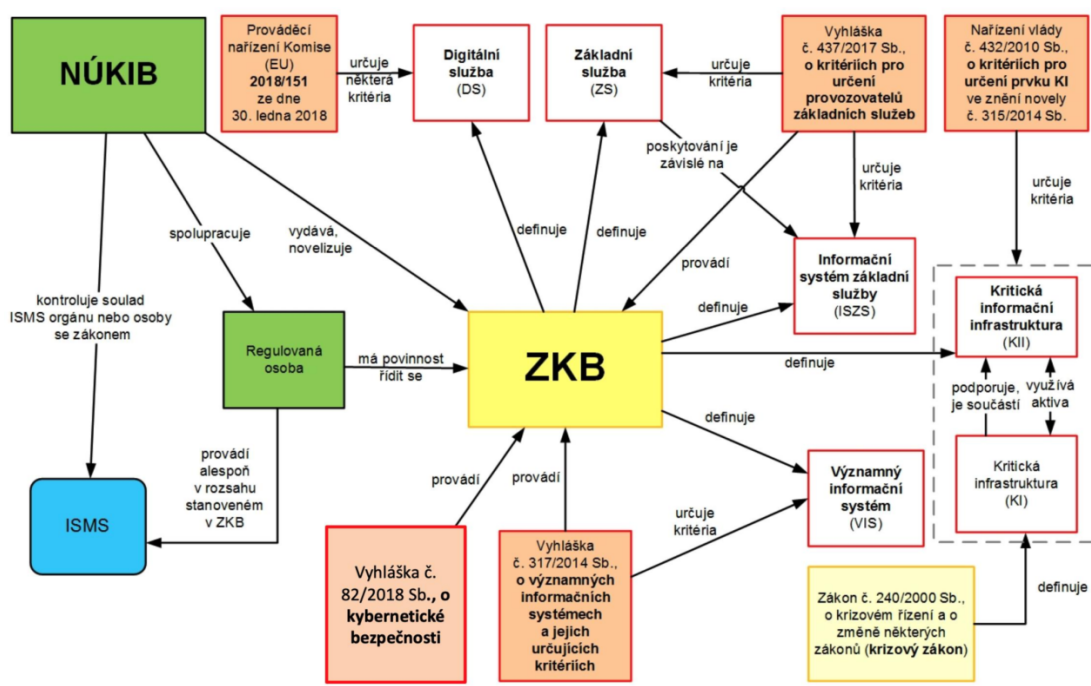 NÚKIB
Prováděcí
nařízení Komise
(EU)
2018/151
ze dne
30. ledna 2018
určuje
některá
kritéria
Digitální
služba
(DS)
Základní
služba
(ZS)
určuje
kritéria
Vyhláška
č. 437/2017 Sb.,
o kritériích pro
určení
provozovatelů
základních služeb
Nařízení vlády
č. 432/2010 Sb.,
o kritériích pro
určení prvku KI
ve znění novely
č. 315/2014 Sb.
poskytování je
závislé na
určuje
kritéria
určuje
kritéria
spolupracuje
vydává,
novelizuje
definuje
definuje
provádí
Informační
systém základní
služby
(ISZS)
kontroluje soulad
ISMS orgánu nebo osoby
se zákonem
Regulovaná
osoba
má povinnost
řídit se
ZKB
definuje
definuje
Kritická
informační
infrastruktura
(KII)
podporuje,
je součástí
využívá
aktiva
definuje
provádí
alespoň
v rozsahu
stanoveném
v ZKB
ISMS
provádí
provádí
určuje
kritéria
Významný
informační
systém
(VIS)
Kritická
infrastruktura
(KI)
Vyhláška č.
82/2018 Sb., o
kybernetické
bezpečnosti
Vyhláška
č. 317/2014 Sb.,
o významných
informačních
systémech
a jejich
určujících
kritériích
Zákon č. 240/2000 Sb.,
o krizovém řízení a o
změně některých
zákonů (krizový zákon)
definuje